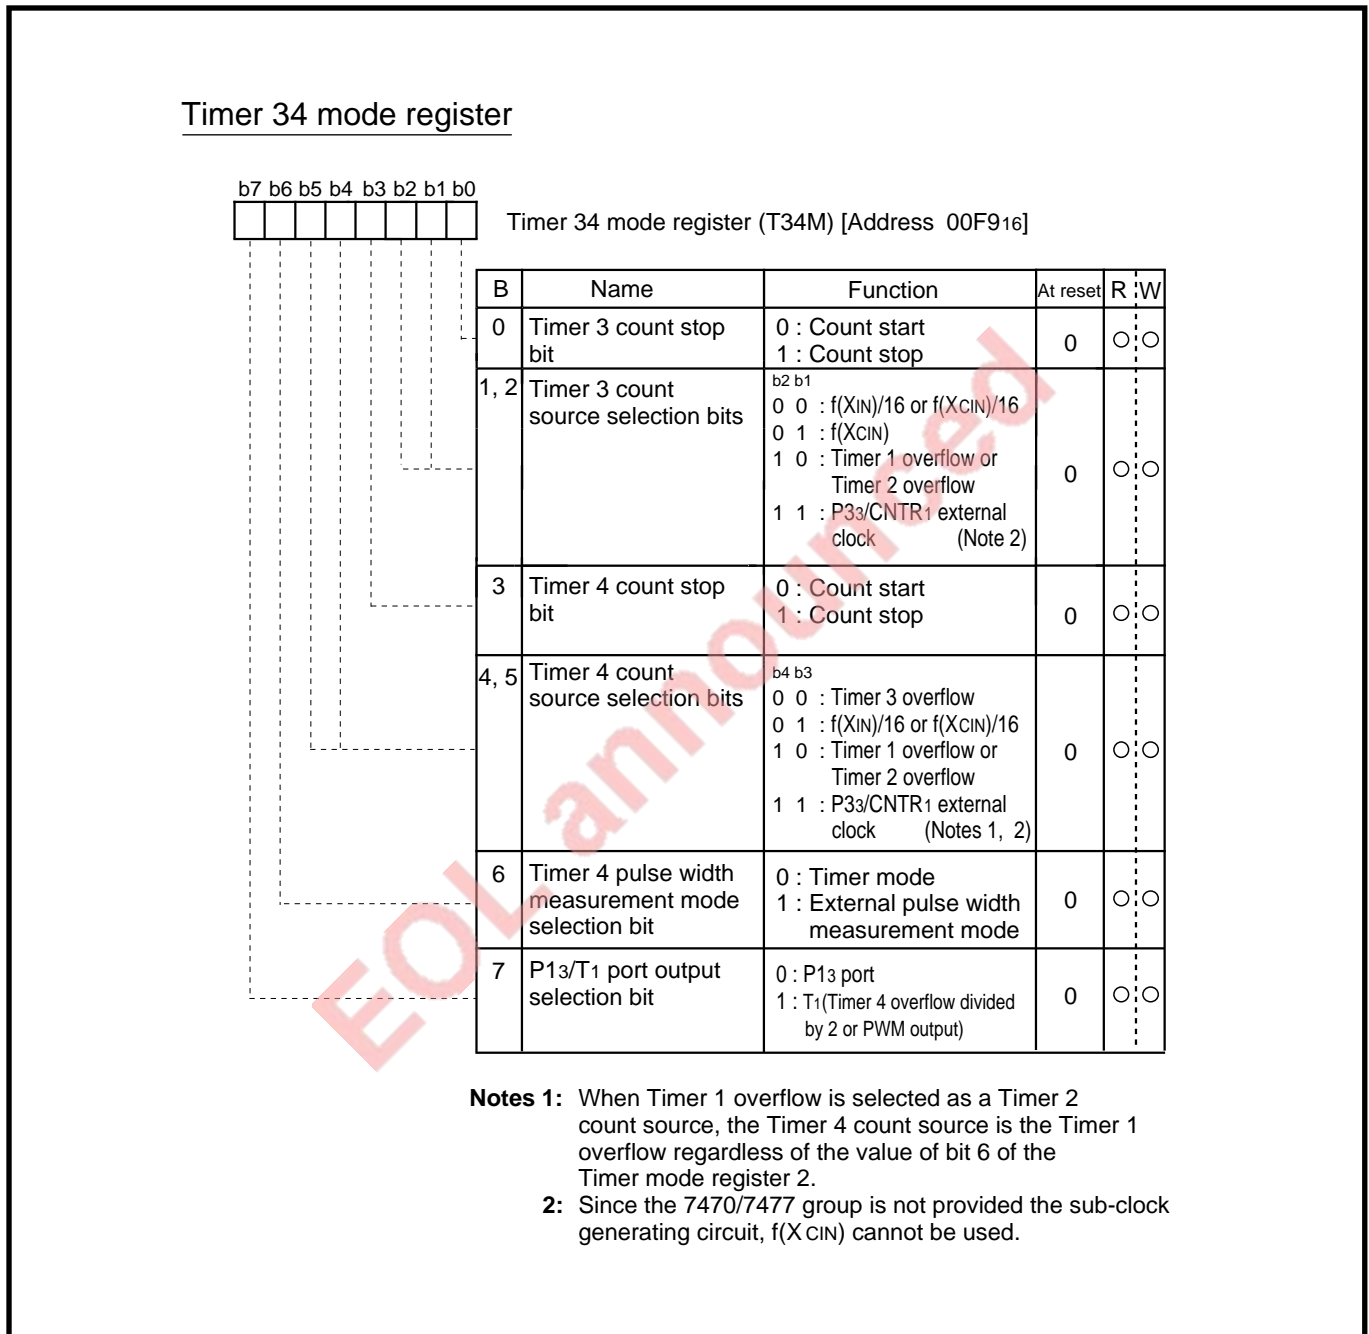 Timer 34 mode register
b7 b6 b5 b4 b3 b2 b1 b0
Timer 34 mode register (T34M) [Address 00F916]
B Name Function At reset R W
0 Timer 3 count stop bit 0 : Count start
1 : Count stop 0 ○ ○
1, 2 Timer 3 count source selection bits b2 b1
0 0 : f(XIN)/16 or f(XCIN)/16
0 1 : f(XCIN)
1 0 : Timer 1 overflow or
Timer 2 overflow
1 1 : P33/CNTR1 external
clock (Note 2) 0 ○ ○
3 Timer 4 count stop bit 0 : Count start
1 : Count stop 0 ○ ○
4, 5 Timer 4 count source selection bits b4 b3
0 0 : Timer 3 overflow
0 1 : f(XIN)/16 or f(XCIN)/16
1 0 : Timer 1 overflow or
Timer 2 overflow
1 1 : P33/CNTR1 external
clock (Notes 1, 2) 0 ○ ○
6 Timer 4 pulse width measurement mode selection bit 0 : Timer mode
1 : External pulse width
measurement mode 0 ○ ○
7 P13/T1 port output selection bit 0 : P13 port
1 : T1(Timer 4 overflow divided
by 2 or PWM output) 0 ○ ○
Notes 1: When Timer 1 overflow is selected as a Timer 2
count source, the Timer 4 count source is the Timer 1
overflow regardless of the value of bit 6 of the
Timer mode register 2.
2: Since the 7470/7477 group is not provided the sub-clock
generating circuit, f(XCIN) cannot be used.
EOL announced